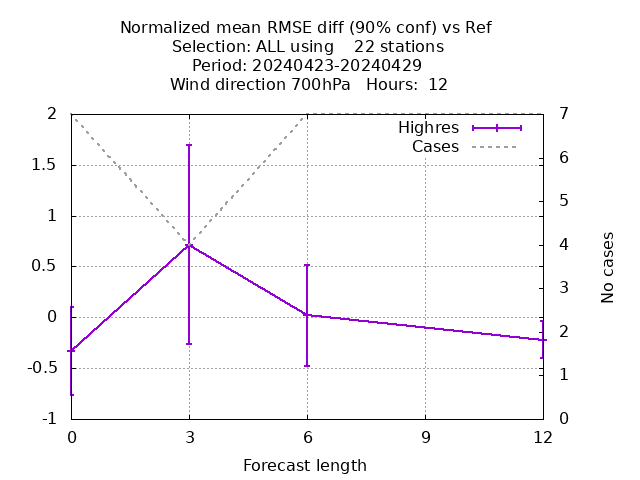 Normalized mean RMSE diff (90% conf) vs Ref
Selection: ALL using    22 stations
Period: 20240423-20240429
Wind direction 700hPa   Hours:  12
Highres
Cases
2
1.5
1
0.5
0
-0.5
-1
7
6
5
4
3
2
1
0
No cases
0
3
6
9
12
Forecast length